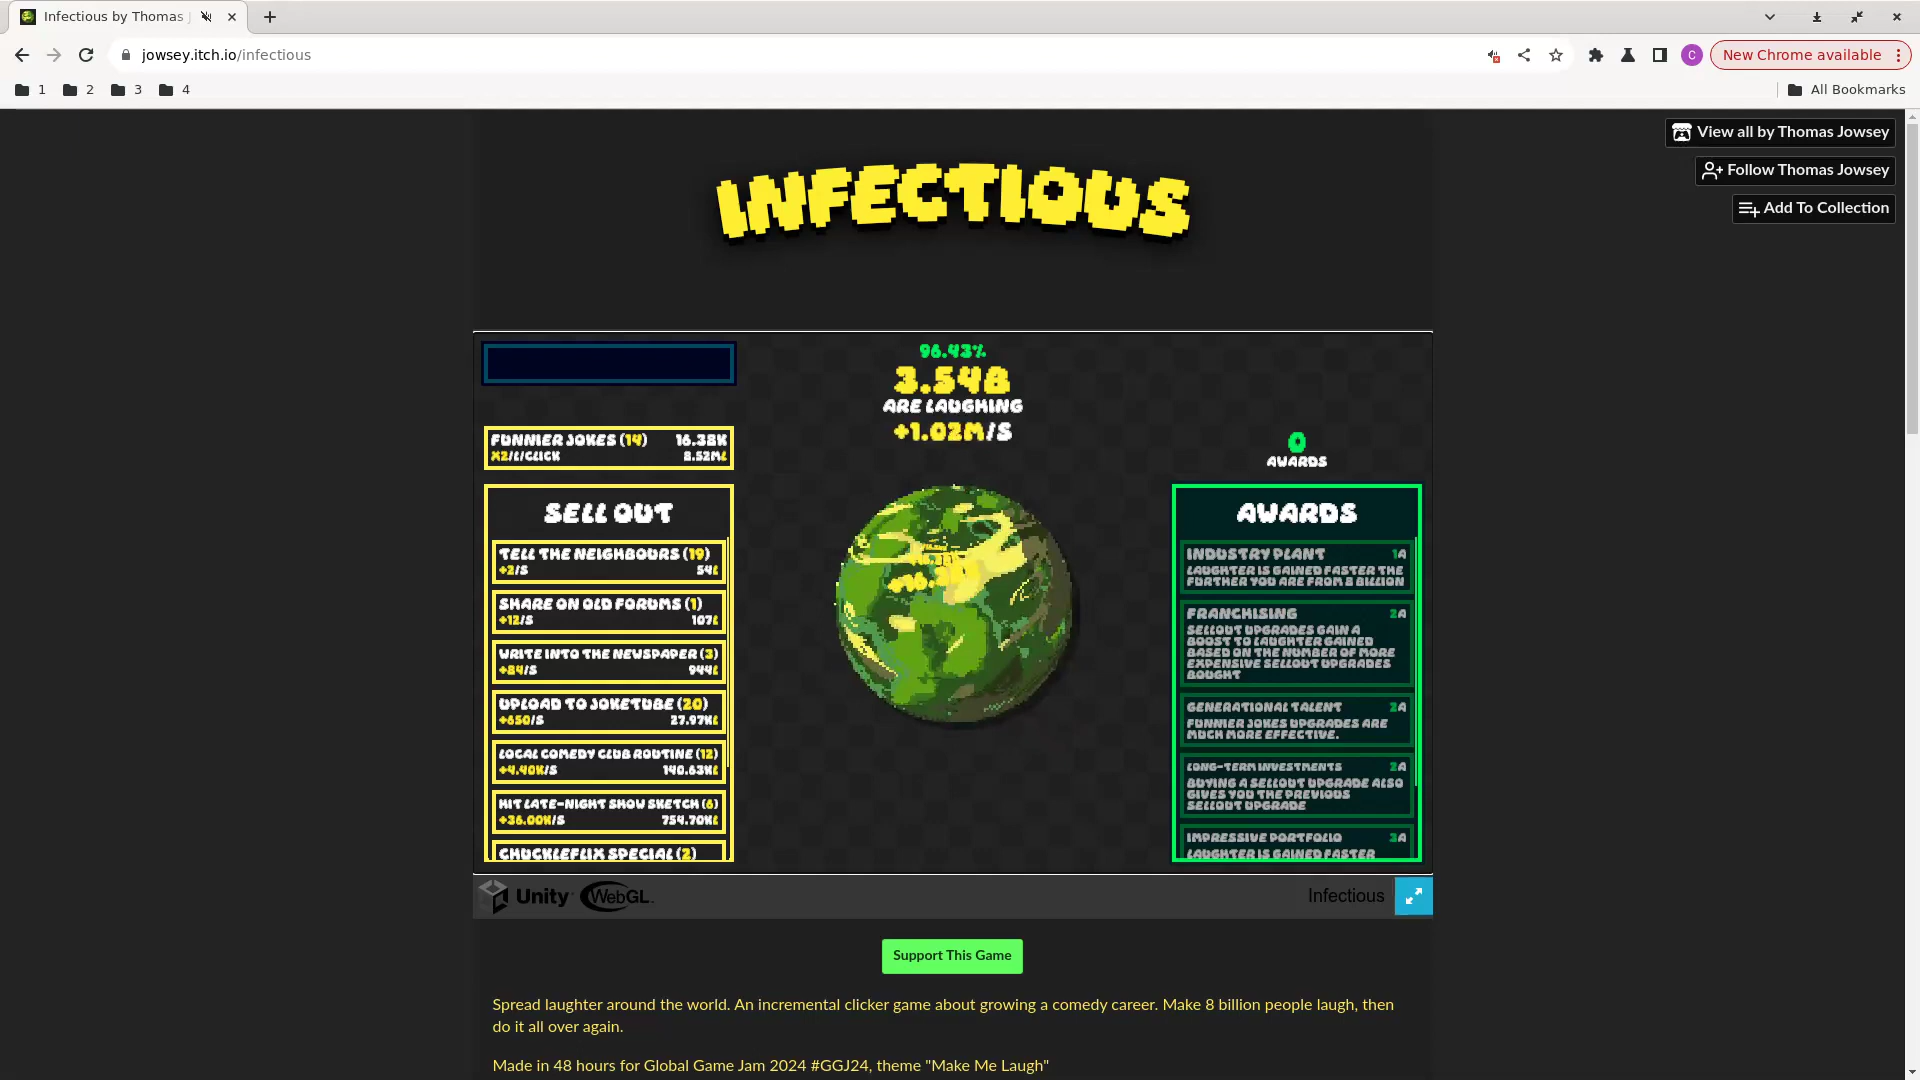 Infectious by Thomas J
jowsey.itch.io/infectious
New Chrome available
1
2
3
4
All Bookmarks
View all by Thomas Jowsey
Follow Thomas Jowsey
Add To Collection
INFECTIOUS
96.43%
3.54B
ARE LAUGHING
+1.02M/S
FUNNIER JOKES (14) 16.38K
X2/L/CLICK 8.52ML
SELL OUT
TELL THE NEIGHBOURS (19)
+2/S 54L
SHARE ON OLD FORUMS (1)
+12/S 107L
WRITE INTO THE NEWSPAPER (3)
+84/S 944L
UPLOAD TO JOKETUBE (20)
+650/S 27.97KL
LOCAL COMEDY CLUB ROUTINE (12)
+4.40K/S 140.63KL
HIT LATE-NIGHT SHOW SKETCH (6)
+36.00K/S 754.70KL
CHUCKLEFLIX SPECIAL (2)
0
AWARDS
AWARDS
INDUSTRY PLANT 1A
LAUGHTER IS GAINED FASTER THE
FURTHER YOU ARE FROM 8 BILLION
FRANCHISING 2A
SELLOUT UPGRADES GAIN A
BOOST TO LAUGHTER GAINED
BASED ON THE NUMBER OF MORE
EXPENSIVE SELLOUT UPGRADES
BOUGHT
GENERATIONAL TALENT 2A
FUNNIER JOKES UPGRADES ARE
MUCH MORE EFFECTIVE.
LONG-TERM INVESTMENTS 2A
BUYING A SELLOUT UPGRADE ALSO
GIVES YOU THE PREVIOUS
SELLOUT UPGRADE
IMPRESSIVE PORTFOLIO 3A
LAUGHTER IS GAINED FASTER
Unity WebGL
Infectious
Support This Game
Spread laughter around the world. An incremental clicker game about growing a comedy career. Make 8 billion people laugh, then
do it all over again.
Made in 48 hours for Global Game Jam 2024 #GGJ24, theme "Make Me Laugh"